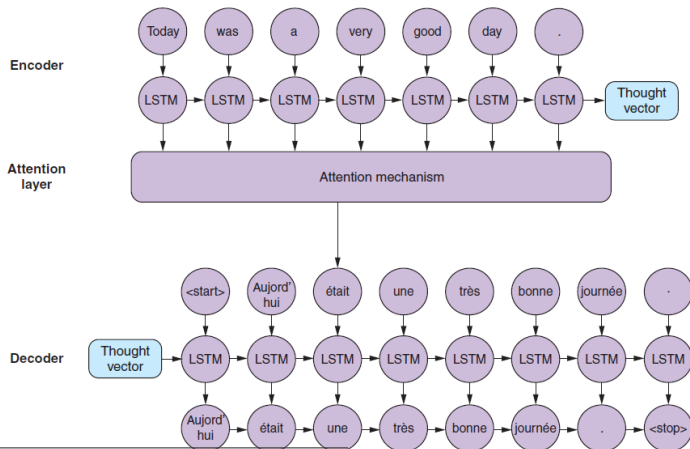 Today was a very good day .
Encoder
LSTM LSTM LSTM LSTM LSTM LSTM LSTM Thought
vector
Attention
layer
Attention mechanism
<start> Aujord' était une très bonne journée .
hui
Decoder
Thought
vector
LSTM LSTM LSTM LSTM LSTM LSTM LSTM LSTM
Aujord' était une très bonne journée . <stop>
hui